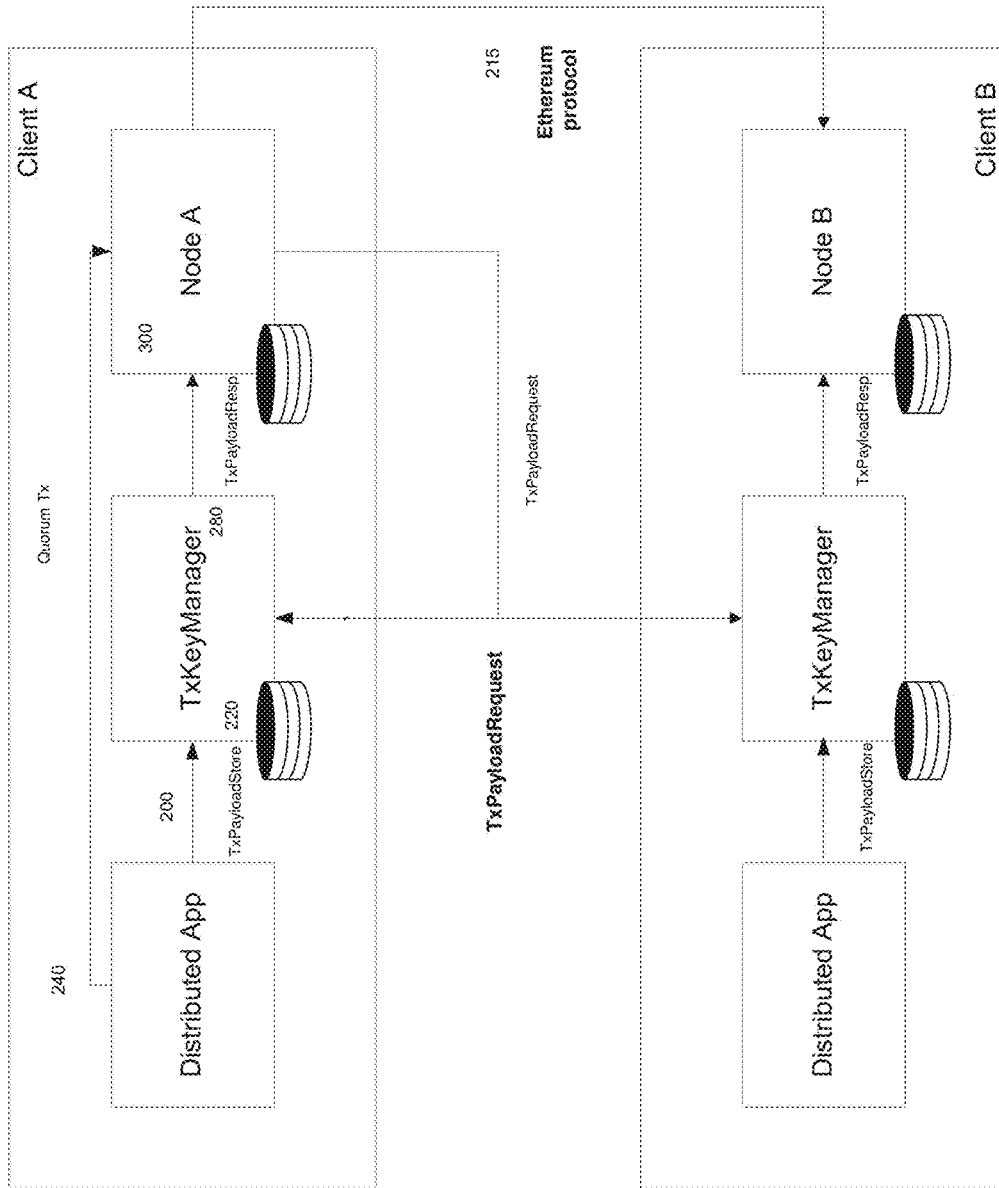 Client A
Quorum Tx
240
Distributed App
200
TxPayloadStore
220
TxKeyManager
280
TxPayloadResp
300
Node A
TxPayloadRequest
TxPayloadRequest
215
Ethereum
protocol
Client B
Distributed App
TxPayloadStore
TxKeyManager
TxPayloadResp
Node B